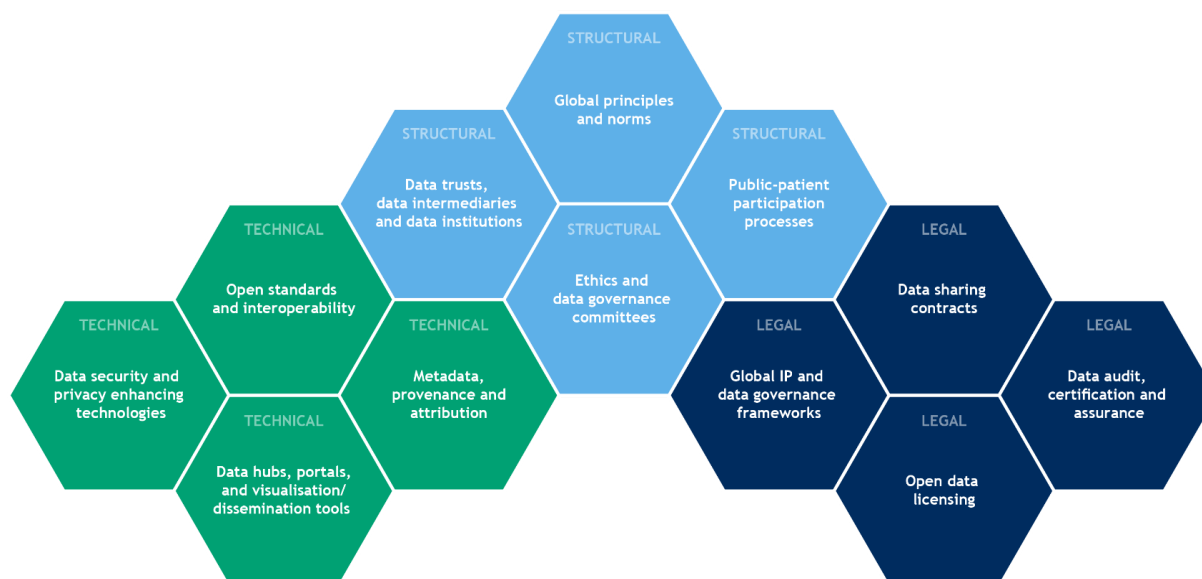 STRUCTURAL
Global principles
and norms
STRUCTURAL
Data trusts,
data intermediaries
and data institutions
STRUCTURAL
Public-patient
participation
processes
TECHNICAL
Open standards
and interoperability
STRUCTURAL
Ethics and
data governance
committees
LEGAL
Data sharing
contracts
TECHNICAL
Data security and
privacy enhancing
technologies
TECHNICAL
Metadata,
provenance and
attribution
LEGAL
Global IP and
data governance
frameworks
LEGAL
Data audit,
certification and
assurance
TECHNICAL
Data hubs, portals,
and visualisation/
dissemination tools
LEGAL
Open data
licensing